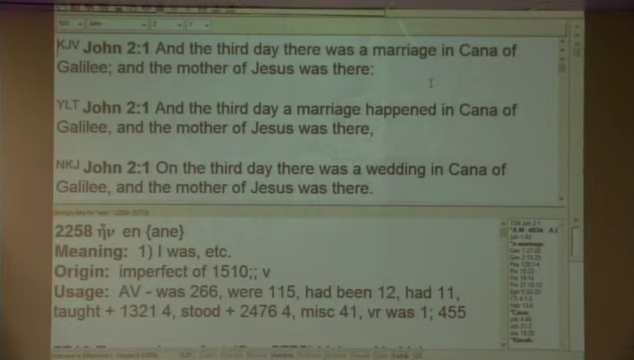 KJV John 2:1 And the third day there was a marriage in Cana of
Galilee; and the mother of Jesus was there:
YLT John 2:1 And the third day a marriage happened in Cana of
Galilee, and the mother of Jesus was there,
NKJ John 2:1 On the third day there was a wedding in Cana of
Galilee, and the mother of Jesus was there.
2258 ἦν en {ane}
Meaning: 1) I was, etc.
Origin: imperfect of 1510;; v
Usage: AV - was 266, were 115, had been 12, had 11,
taught + 1321 4, stood + 2476 4, misc 41, vr was 1; 455